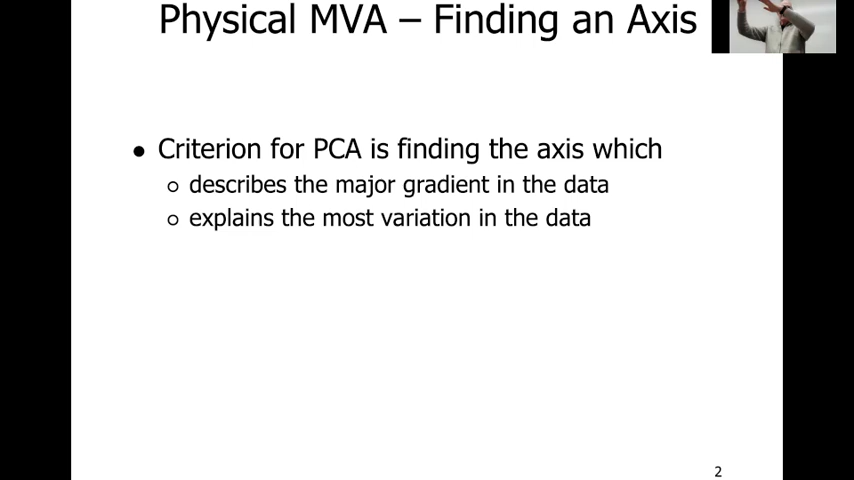 Physical MVA – Finding an Axis
● Criterion for PCA is finding the axis which
○ describes the major gradient in the data
○ explains the most variation in the data
2